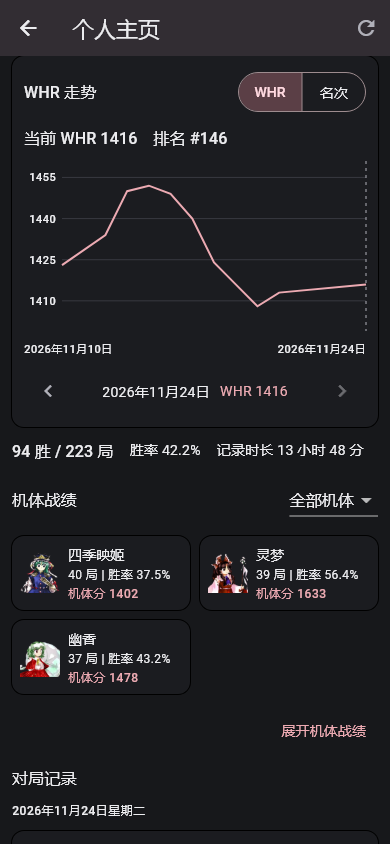 个人主页
WHR 走势
WHR
名次
当前 WHR 1416 排名 #146
1455
1440
1425
1410
2026年11月10日
2026年11月24日
2026年11月24日 WHR 1416
94 胜 / 223 局 胜率 42.2% 记录时长 13 小时 48 分
机体战绩
全部机体
四季映姬
40 局 | 胜率 37.5%
机体分 1402
灵梦
39 局 | 胜率 56.4%
机体分 1633
幽香
37 局 | 胜率 43.2%
机体分 1478
展开机体战绩
对局记录
2026年11月24日星期二